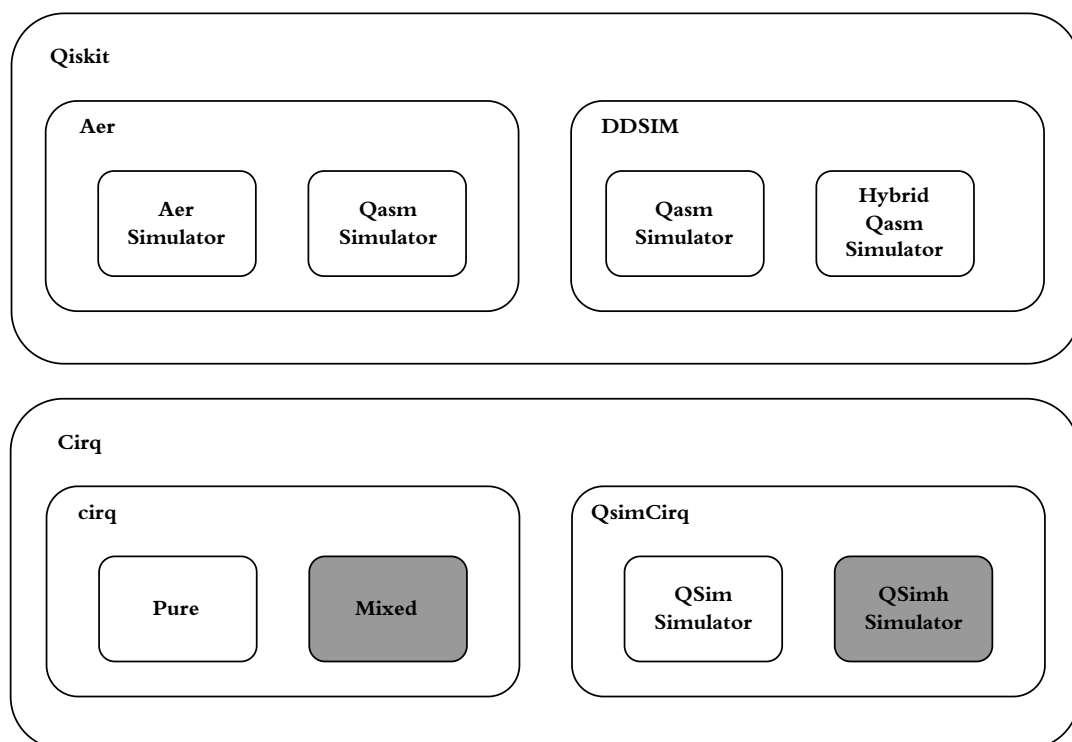 Qiskit
Aer
Aer
Simulator
Qasm
Simulator
DDSIM
Qasm
Simulator
Hybrid
Qasm
Simulator
Cirq
cirq
Pure
Mixed
QsimCirq
QSim
Simulator
QSimh
Simulator